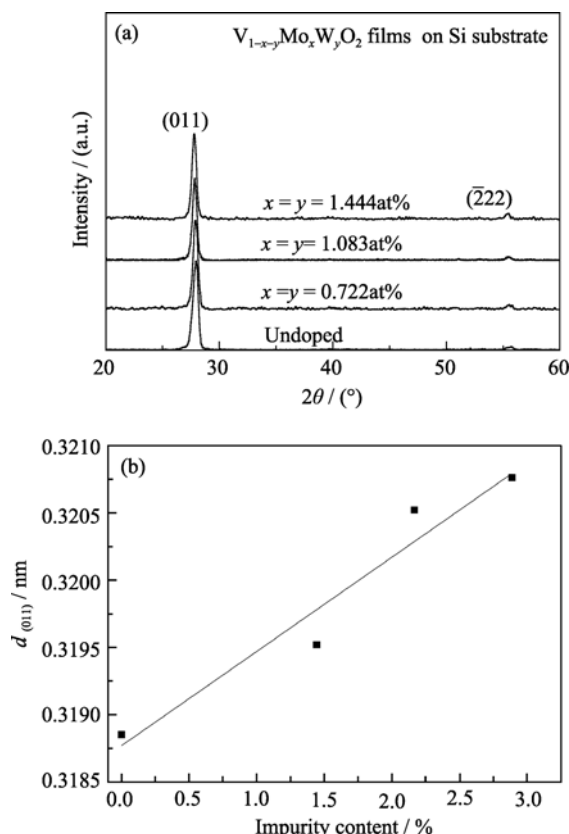 (a)
V₁₋ₓ₋ᵧMoₓWᵧO₂ films on Si substrate
Intensity / (a.u.)
(011)
x = y = 1.444at%
(2̅22)
x = y= 1.083at%
x =y = 0.722at%
Undoped
20 30 40 50 60
2θ / (°)
(b)
d₍₀₁₁₎ / nm
0.3210
0.3205
0.3200
0.3195
0.3190
0.3185
0.0 0.5 1.0 1.5 2.0 2.5 3.0
Impurity content / %